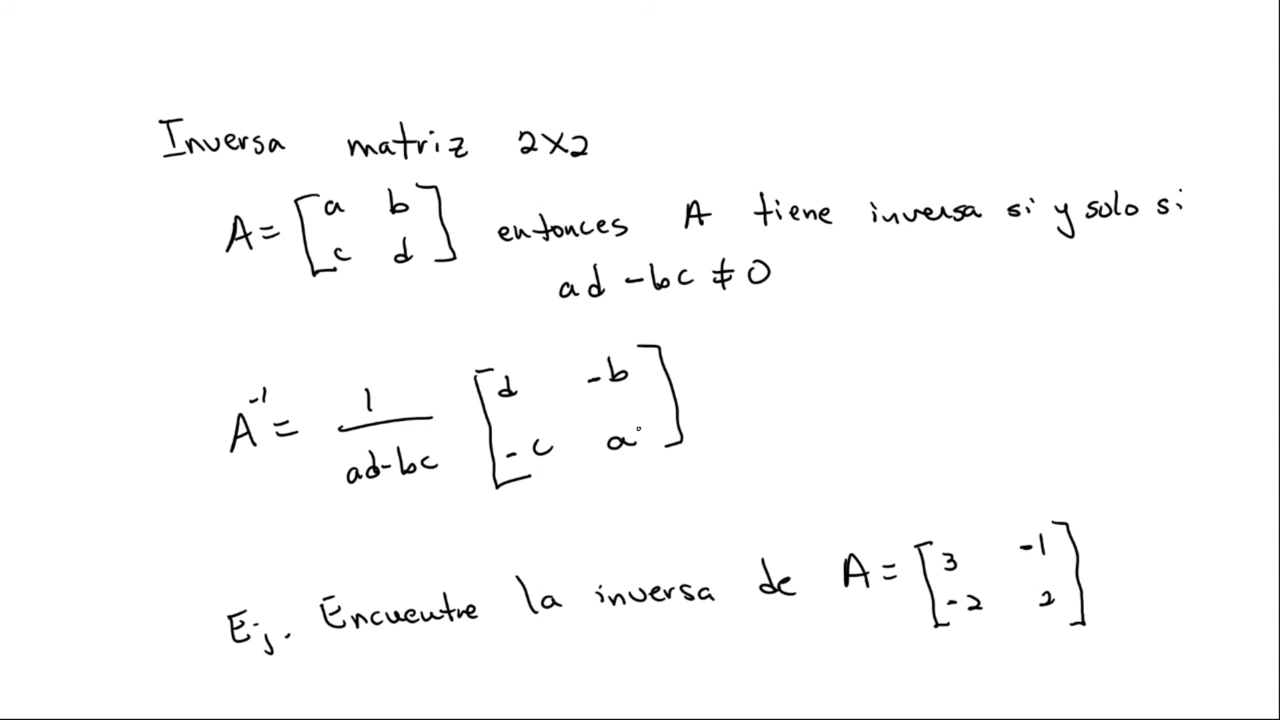 Inversa matriz 2X2
A = [a b
c d] entonces A tiene inversa si y solo si
ad - bc ≠ 0
A⁻¹ = 1/(ad-bc) [d -b
-c a]
Ej. Encuentre la inversa de A = [3 -1
-2 2]